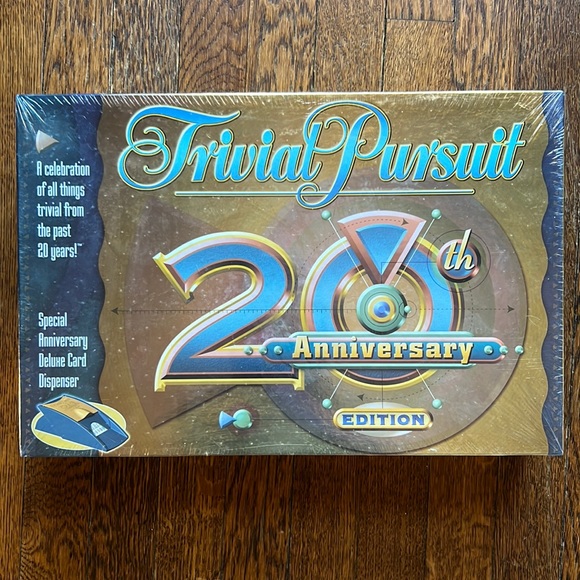 Trivial Pursuit
A celebration
of all things
trivial from
the past
20 years!™
20th
Anniversary
EDITION
Special
Anniversary
Deluxe Card
Dispenser